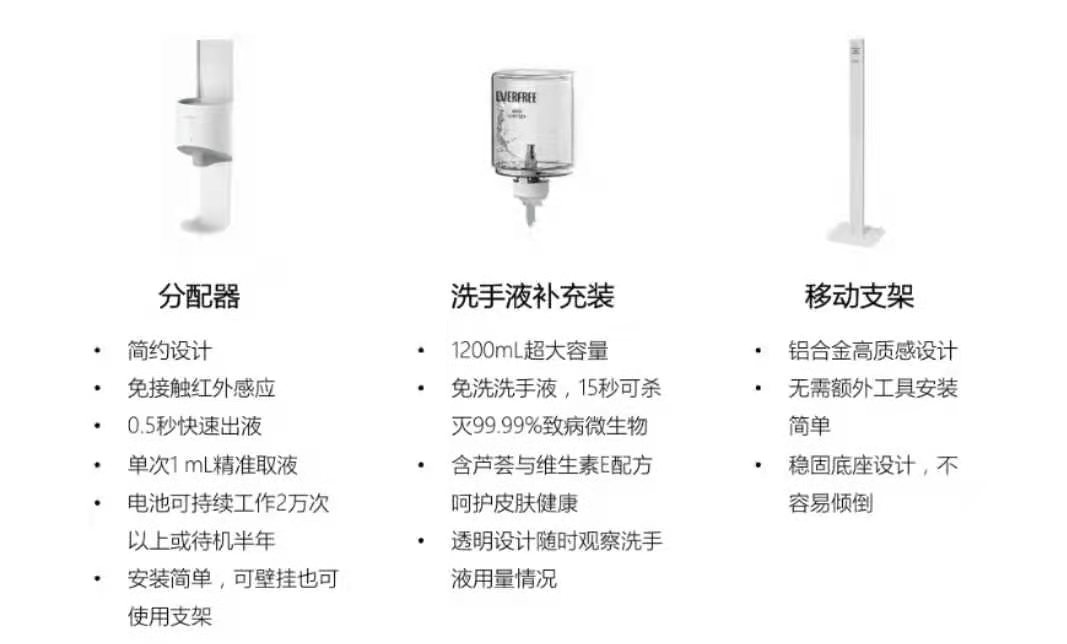 EVERFREE
分配器
• 简约设计
• 免接触红外感应
• 0.5秒快速出液
• 单次1 mL精准取液
• 电池可持续工作2万次
以上或待机半年
• 安装简单，可壁挂也可
使用支架
洗手液补充装
• 1200mL超大容量
• 免洗洗手液，15秒可杀
灭99.99%致病微生物
• 含芦荟与维生素E配方
呵护皮肤健康
• 透明设计随时观察洗手
液用量情况
移动支架
• 铝合金高质感设计
• 无需额外工具安装
简单
• 稳固底座设计，不
容易倾倒